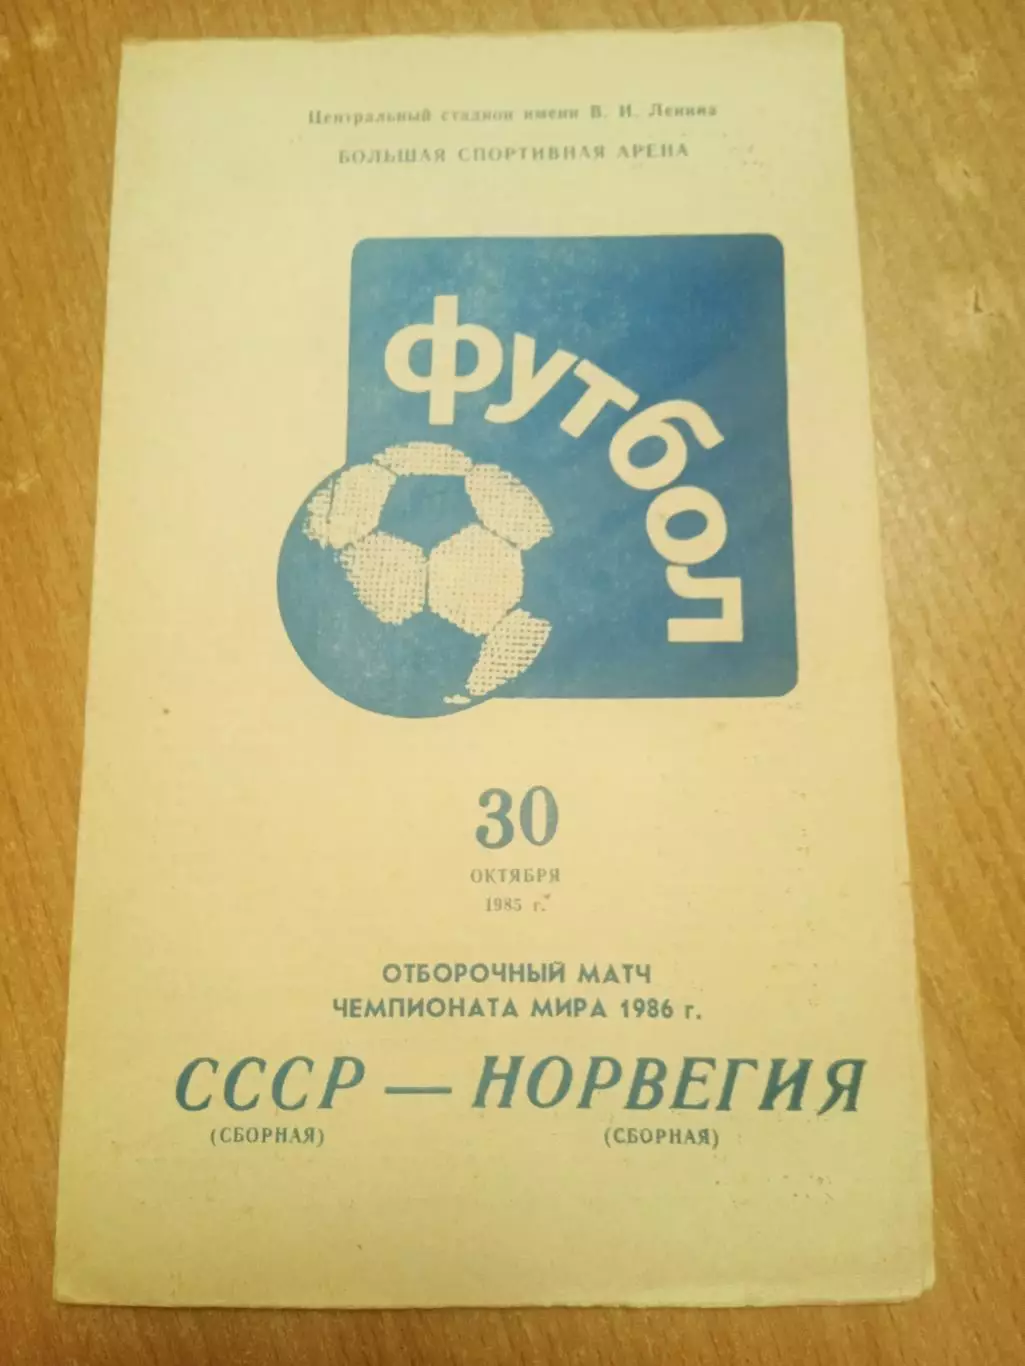 Центральный стадион имени В. И. Ленина
БОЛЬШАЯ СПОРТИВНАЯ АРЕНА
футбол
30
ОКТЯБРЯ
1985 г.
ОТБОРОЧНЫЙ МАТЧ
ЧЕМПИОНАТА МИРА 1986 г.
СССР — НОРВЕГИЯ
(СБОРНАЯ) (СБОРНАЯ)